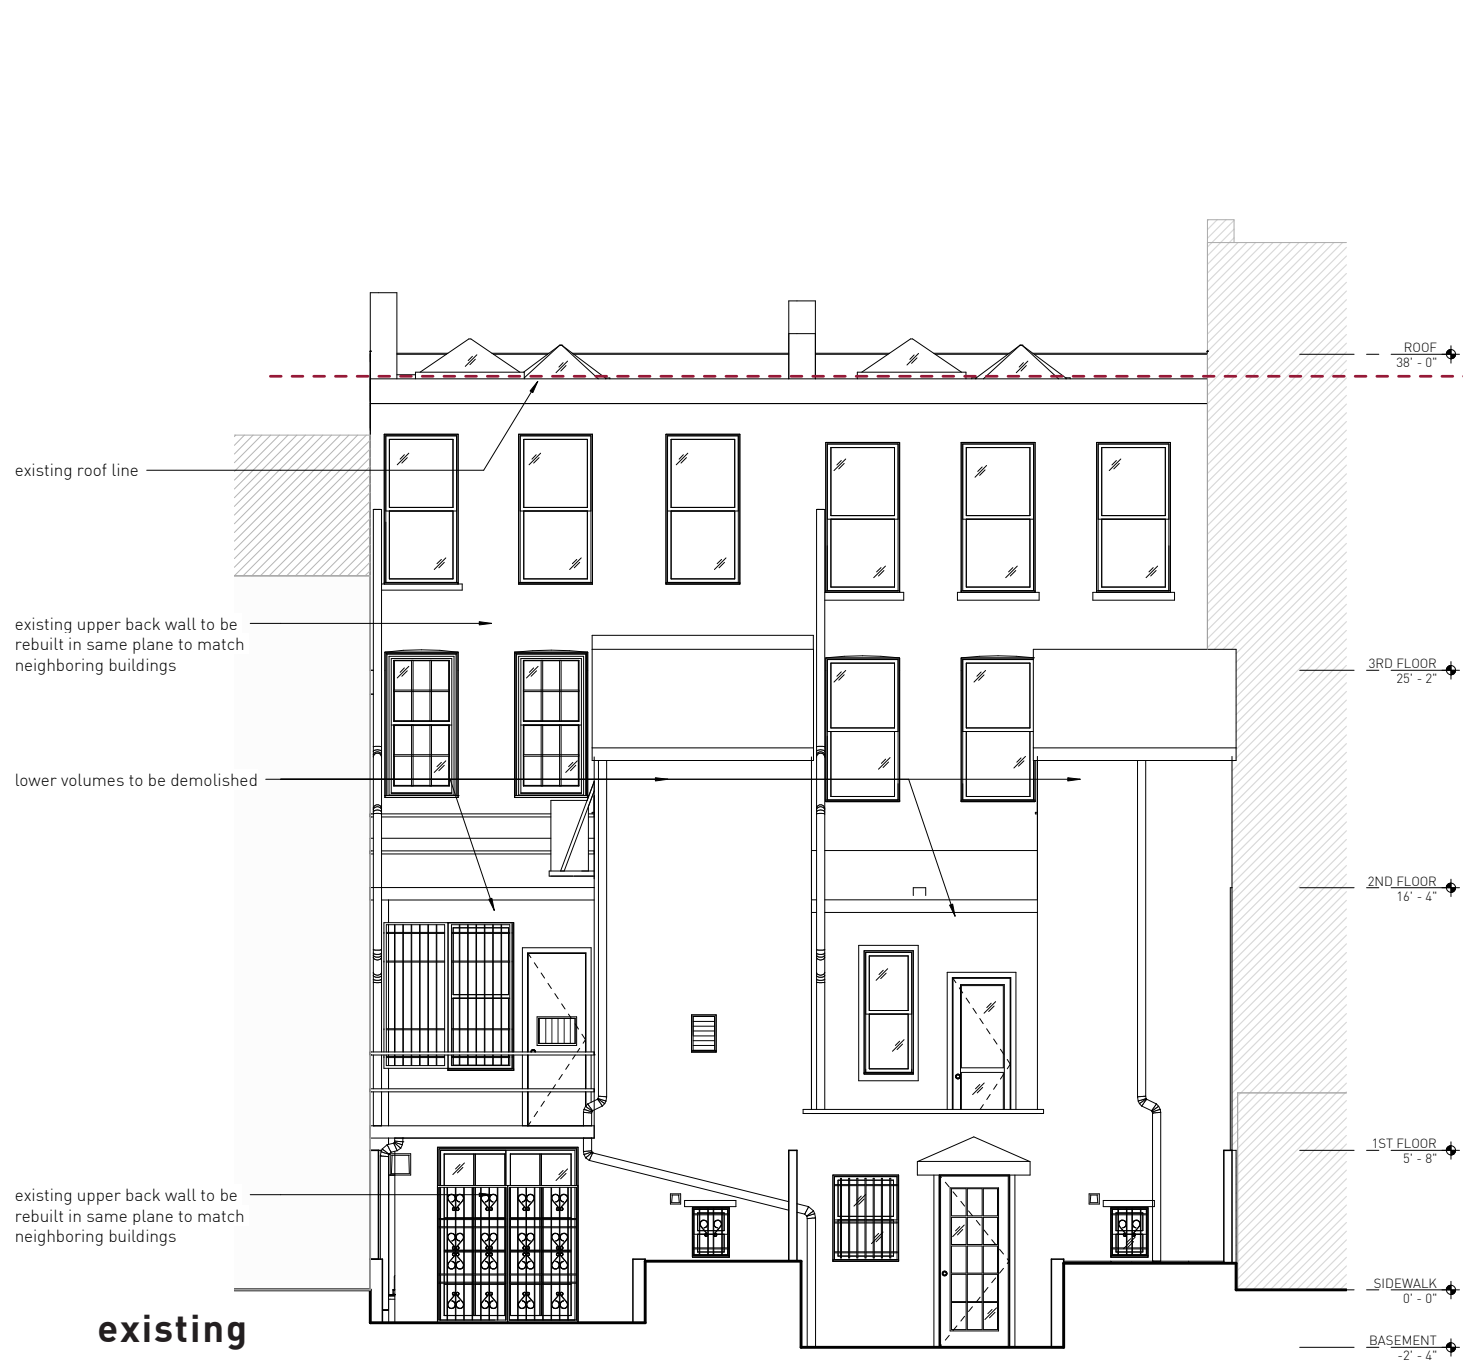 ROOF
38' - 0"
existing roof line
existing upper back wall to be
rebuilt in same plane to match
neighboring buildings
3RD FLOOR
25' - 2"
lower volumes to be demolished
2ND FLOOR
16' - 4"
1ST FLOOR
5' - 8"
existing upper back wall to be
rebuilt in same plane to match
neighboring buildings
SIDEWALK
0' - 0"
existing
BASEMENT
-2' - 4"